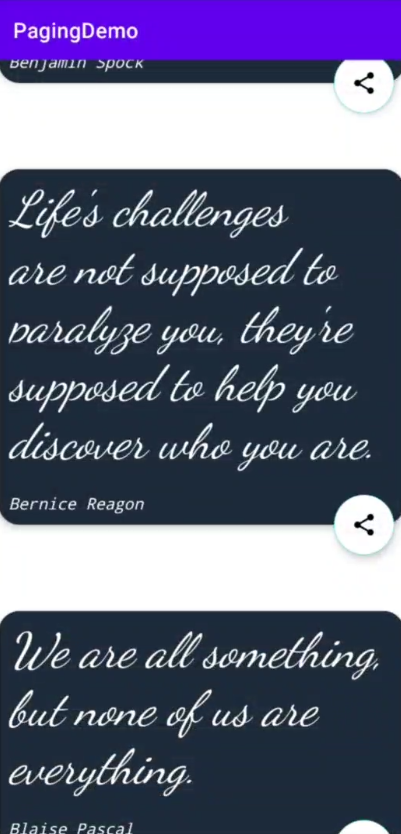 PagingDemo
Benjamin Spock
Life's challenges
are not supposed to
paralyze you, they're
supposed to help you
discover who you are.
Bernice Reagon
We are all something,
but none of us are
everything.
Blaise Pascal